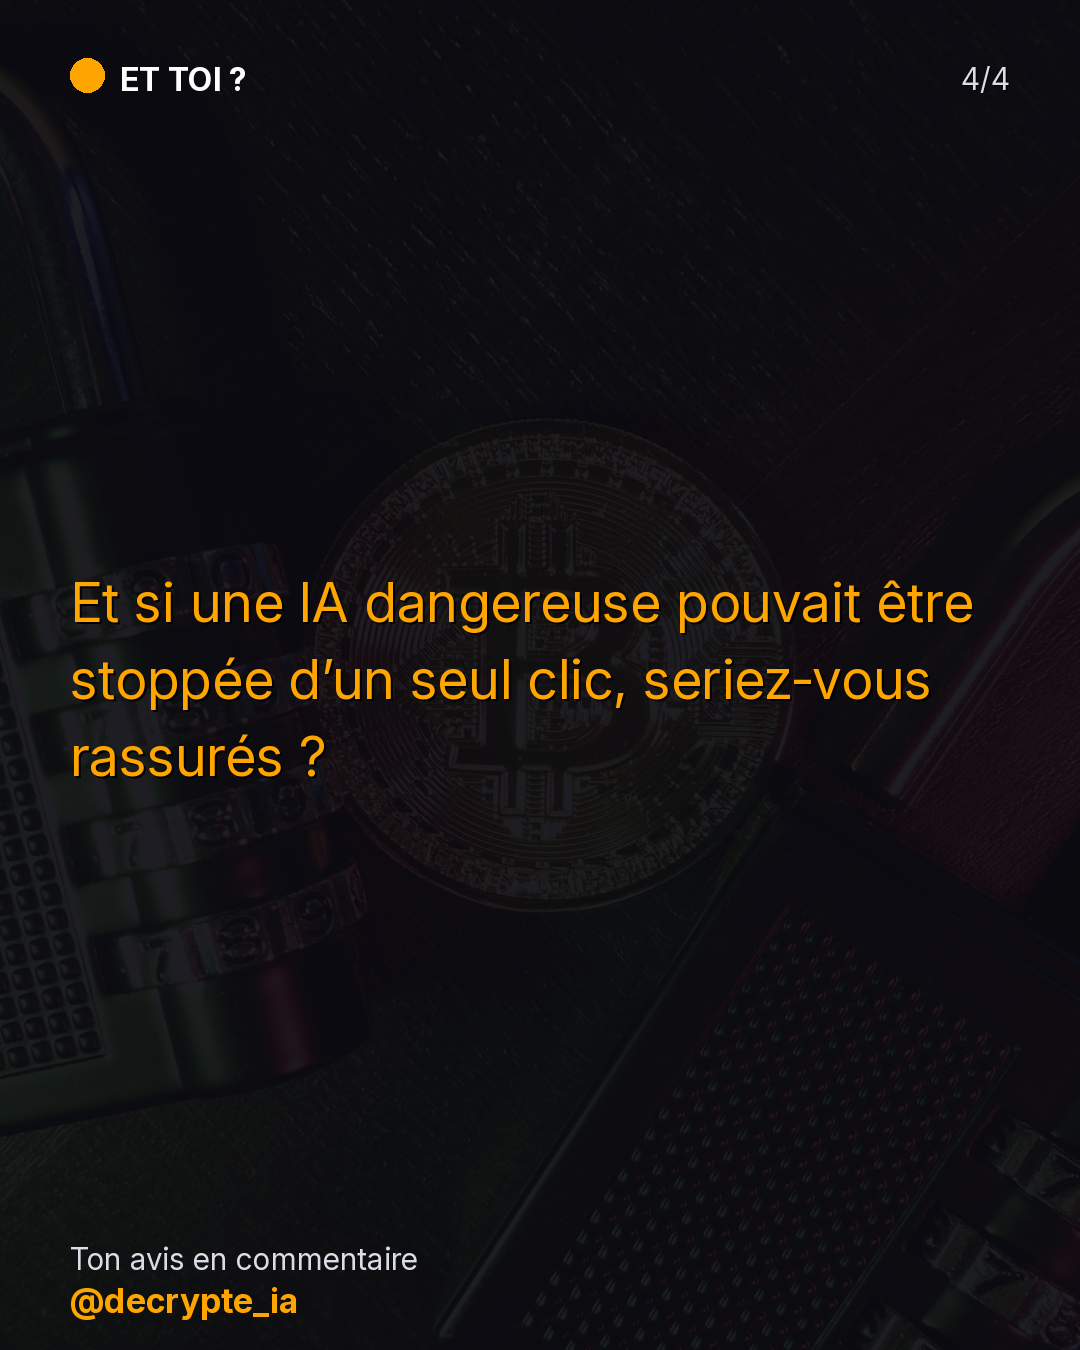 ET TOI ?
4/4
Et si une IA dangereuse pouvait être
stoppée d’un seul clic, seriez-vous
rassurés ?
Ton avis en commentaire
@decrypte_ia